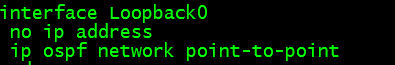 interface Loopback0
 no ip address
 ip ospf network point-to-point